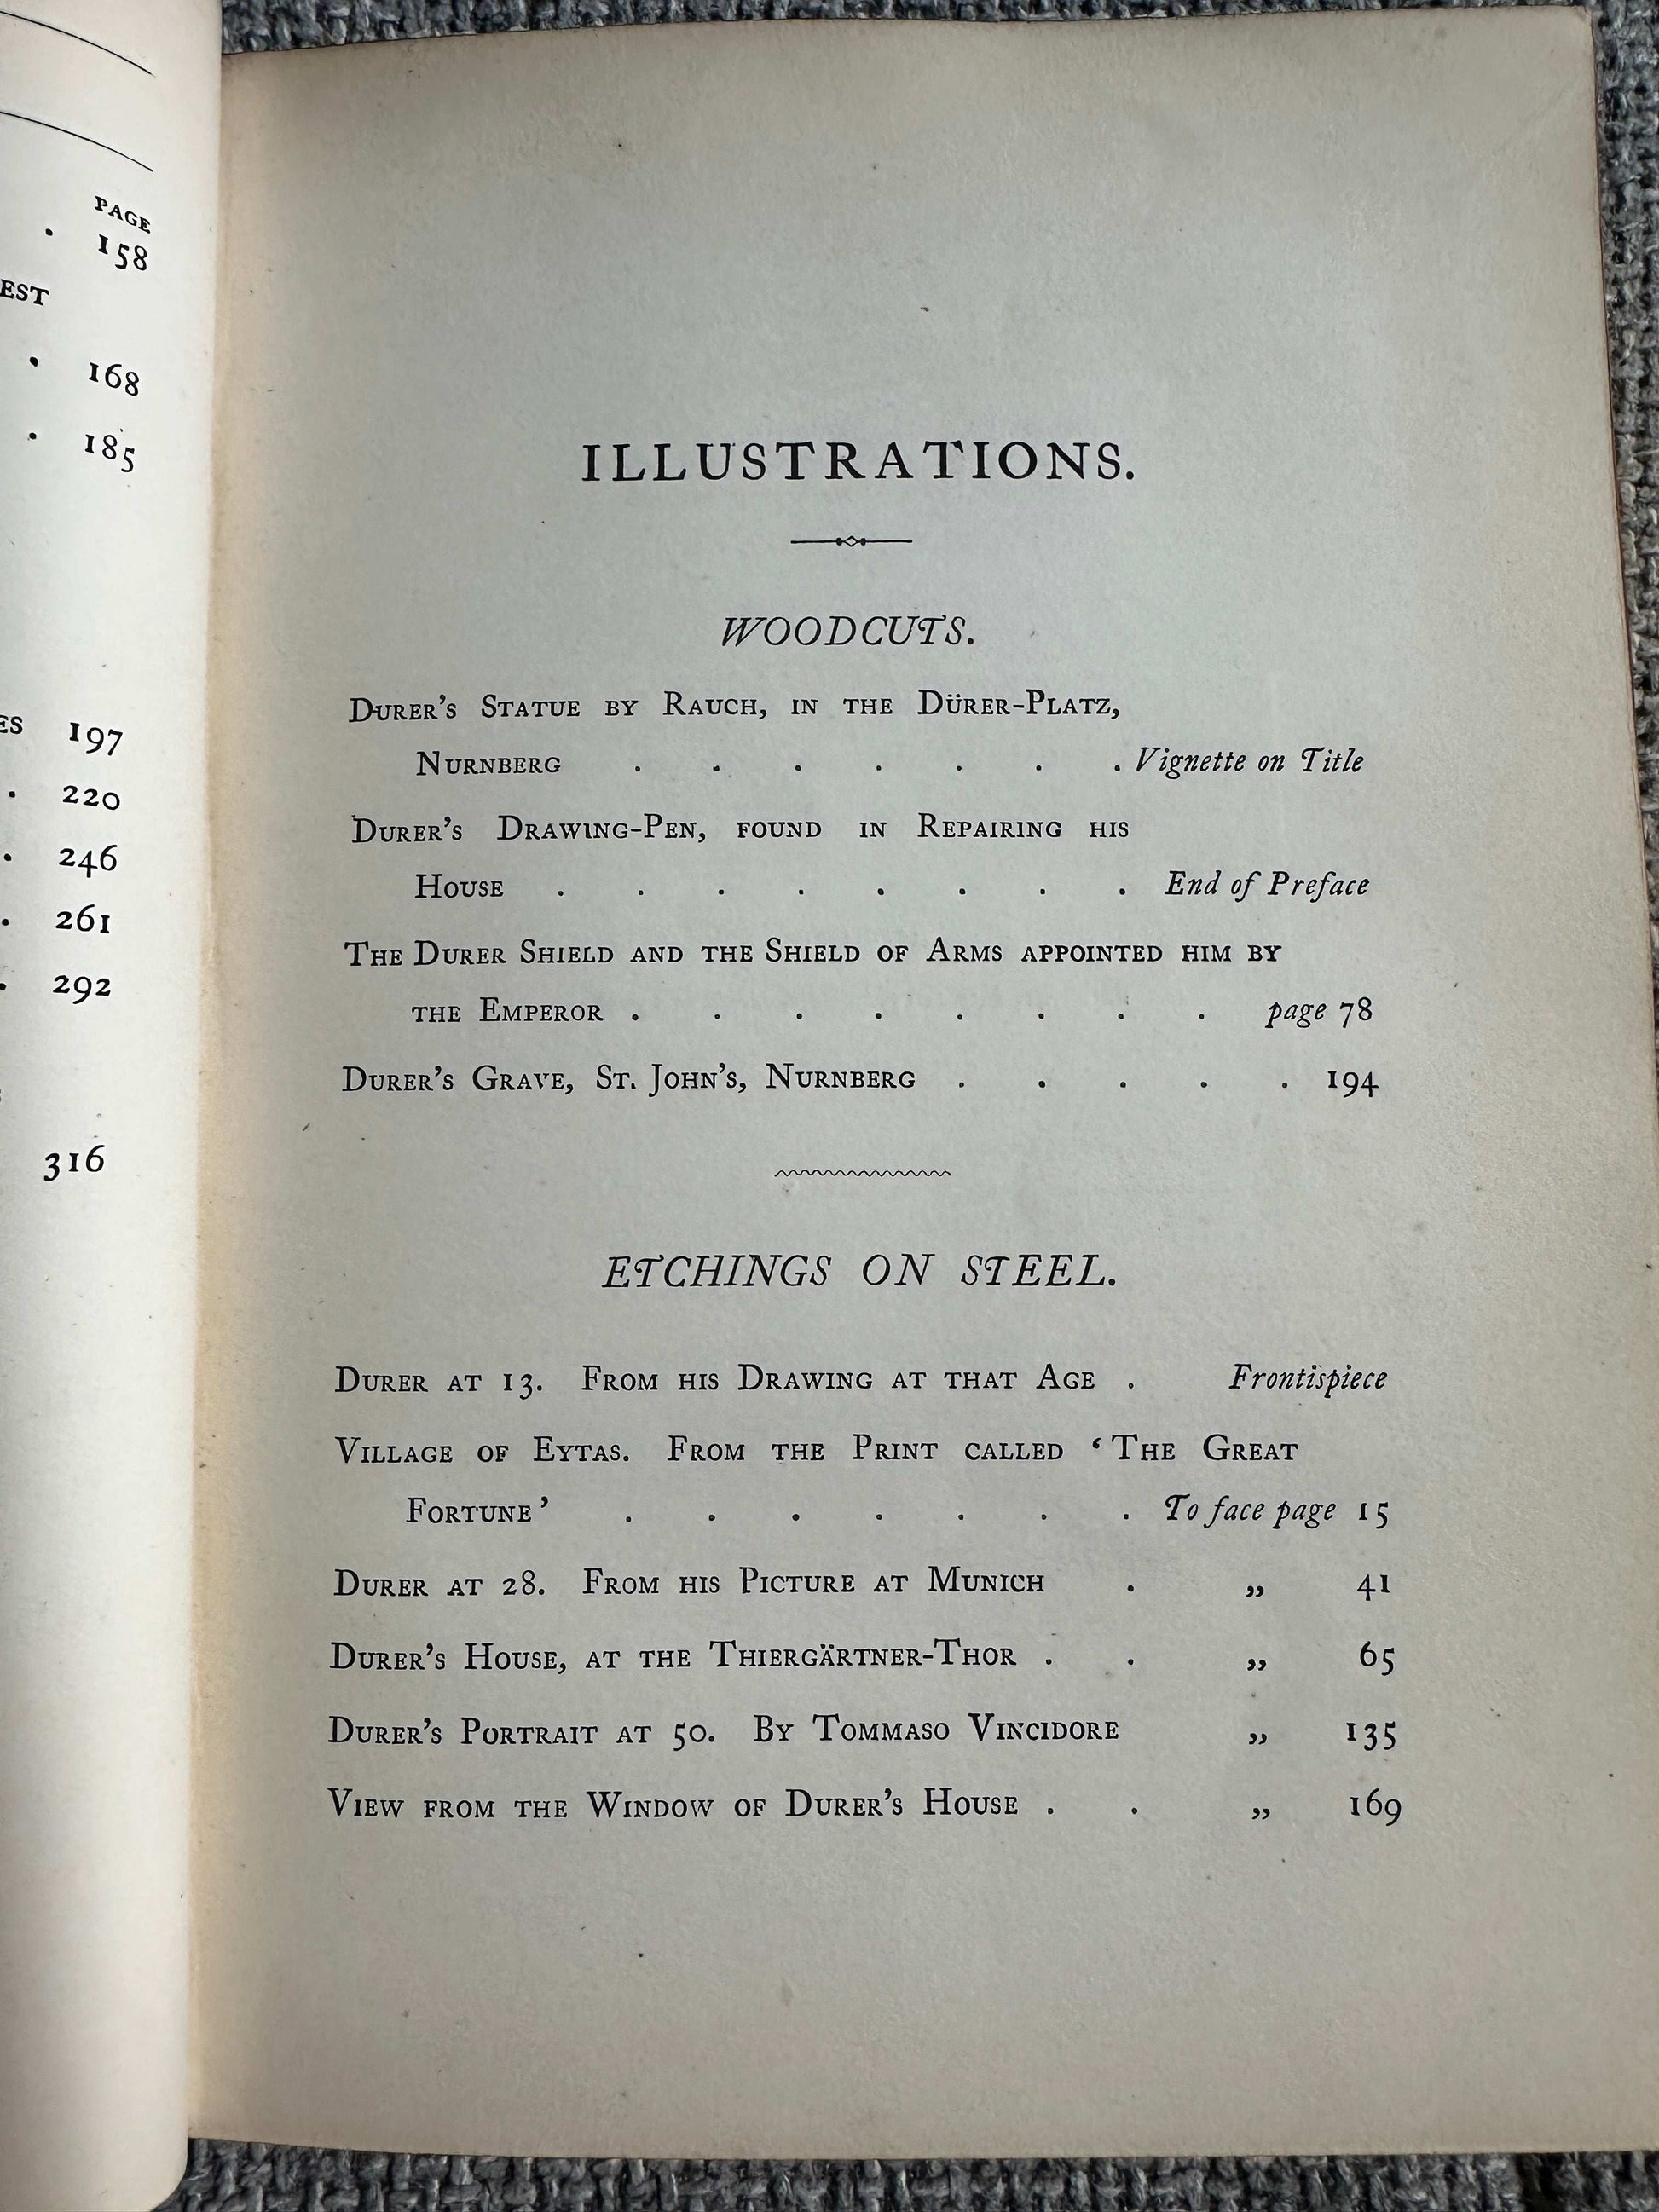 PAGE
. 158
EST
. 168
. 185
ES 197
. 220
. 246
. 261
. 292
316
ILLUSTRATIONS.
WOODCUTS.
DURER'S STATUE BY RAUCH, IN THE DÜRER-PLATZ,
NURNBERG . . . . . . . Vignette on Title
DURER'S DRAWING-PEN, FOUND IN REPAIRING HIS
HOUSE . . . . . . . . End of Preface
THE DURER SHIELD AND THE SHIELD OF ARMS APPOINTED HIM BY
THE EMPEROR . . . . . . . . page 78
DURER'S GRAVE, ST. JOHN'S, NURNBERG . . . . . 194
ETCHINGS ON STEEL.
DURER AT 13. FROM HIS DRAWING AT THAT AGE . Frontispiece
VILLAGE OF EYTAS. FROM THE PRINT CALLED ‘THE GREAT
FORTUNE’ . . . . . . . To face page 15
DURER AT 28. FROM HIS PICTURE AT MUNICH . „ 41
DURER'S HOUSE, AT THE THIERGÄRTNER-THOR . . „ 65
DURER'S PORTRAIT AT 50. BY TOMMASO VINCIDORE „ 135
VIEW FROM THE WINDOW OF DURER'S HOUSE . . „ 169